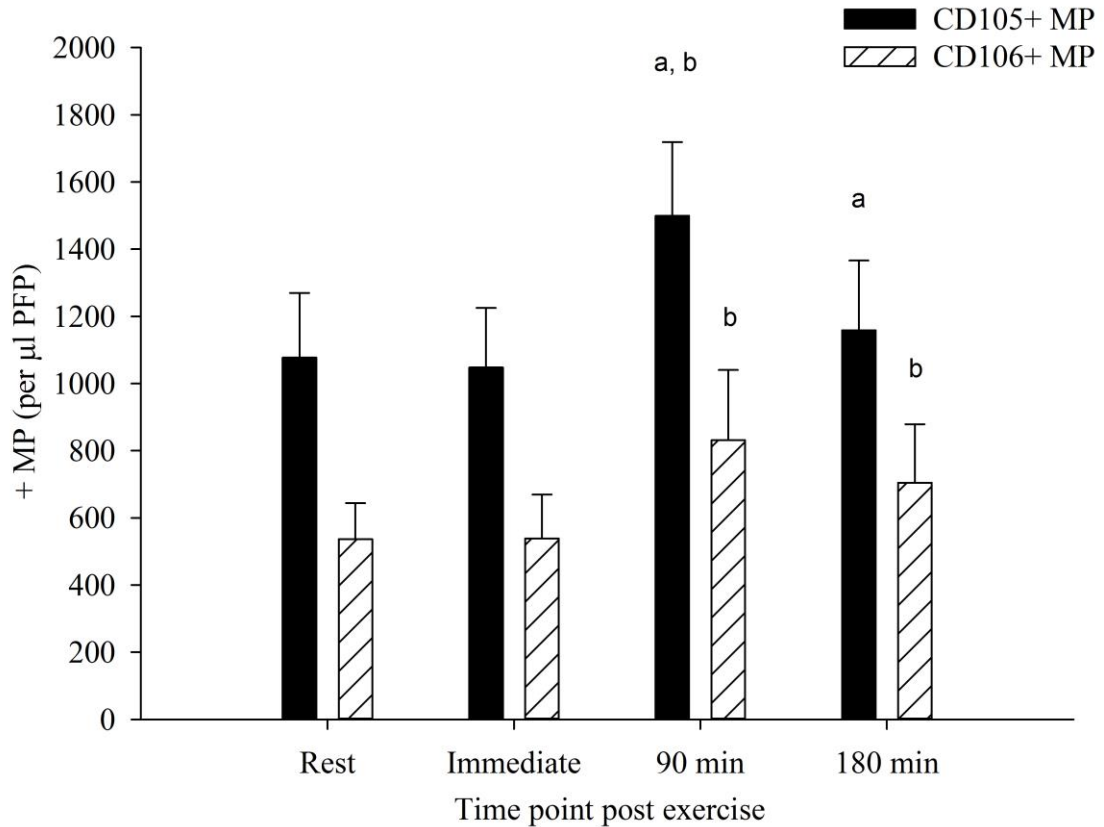 CD105+ MP
CD106+ MP
+ MP (per µl PFP)
2000
1800
1600
1400
1200
1000
800
600
400
200
0
a, b
b
a
b
Rest Immediate 90 min 180 min
Time point post exercise